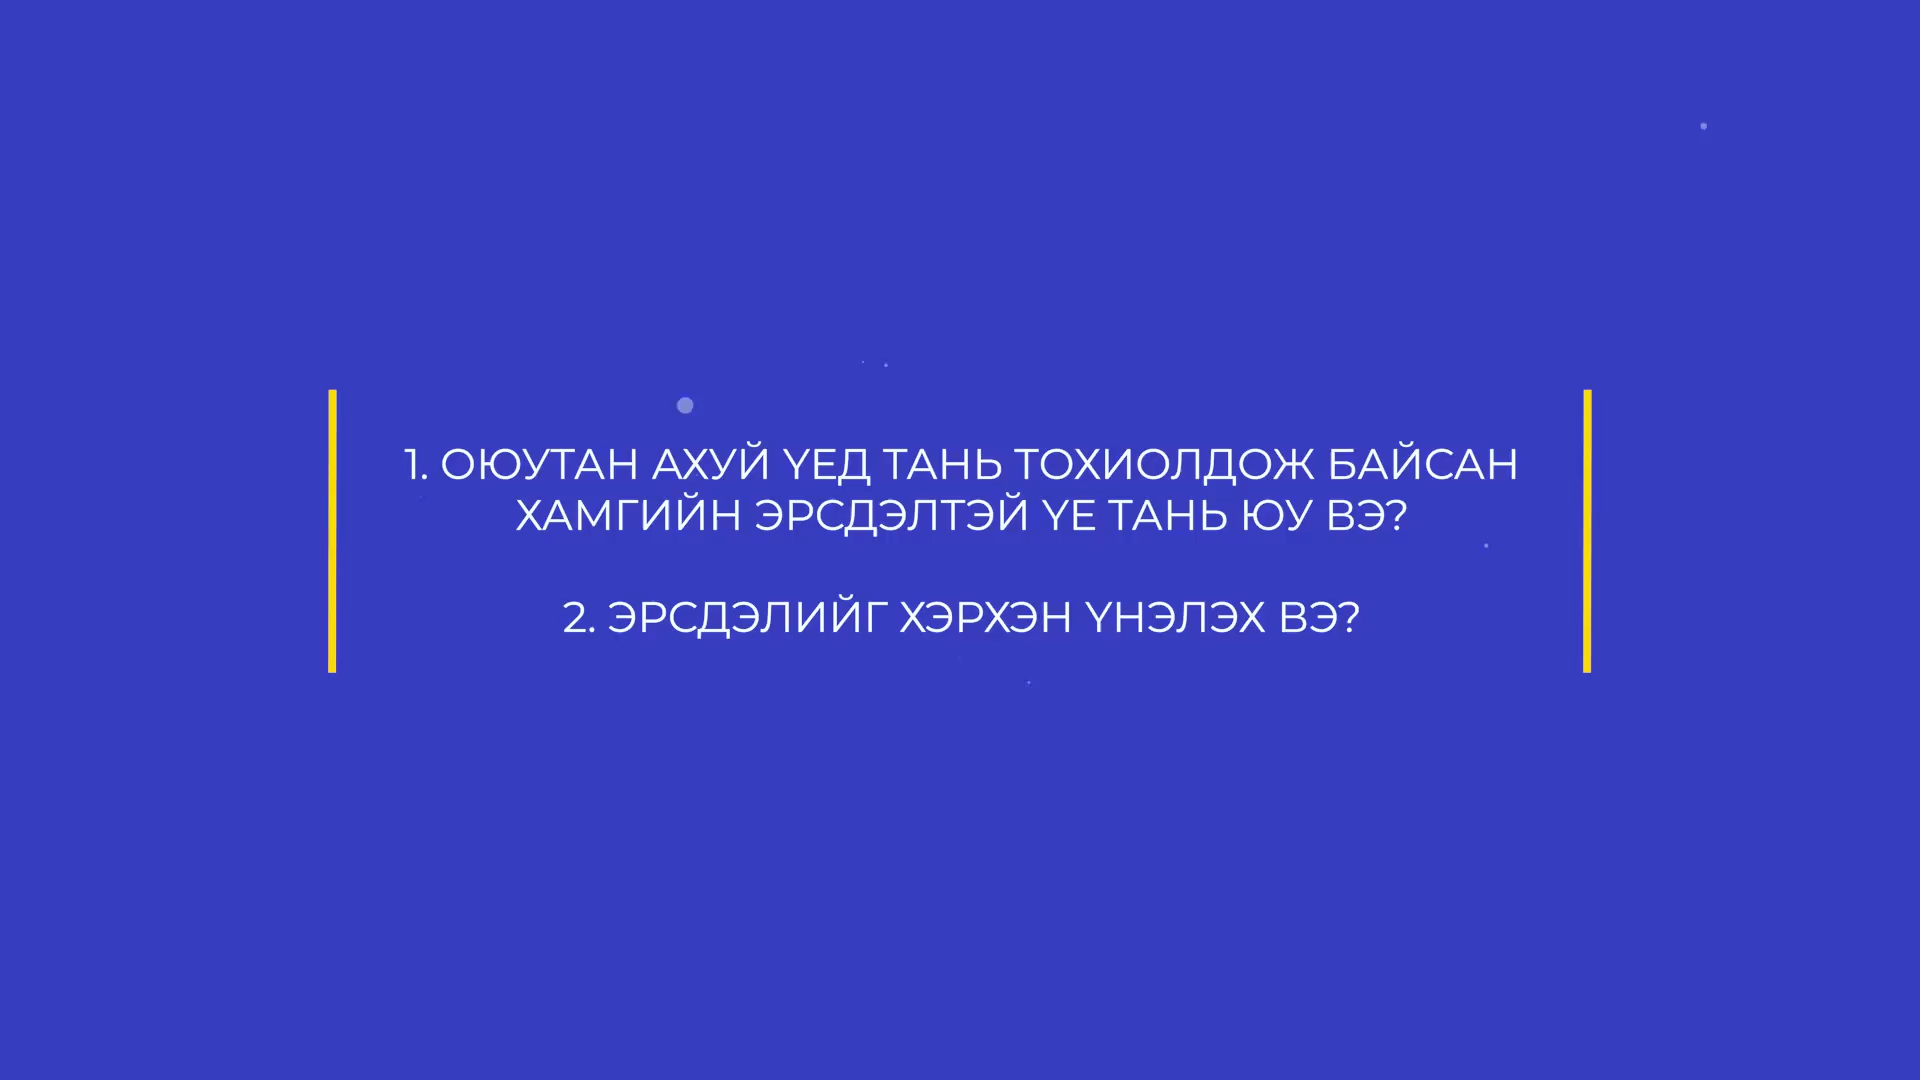 1. ОЮУТАН АХУЙ ҮЕД ТАНЬ ТОХИОЛДОЖ БАЙСАН
ХАМГИЙН ЭРСДЭЛТЭЙ ҮЕ ТАНЬ ЮУ ВЭ?
2. ЭРСДЭЛИЙГ ХЭРХЭН ҮНЭЛЭХ ВЭ?